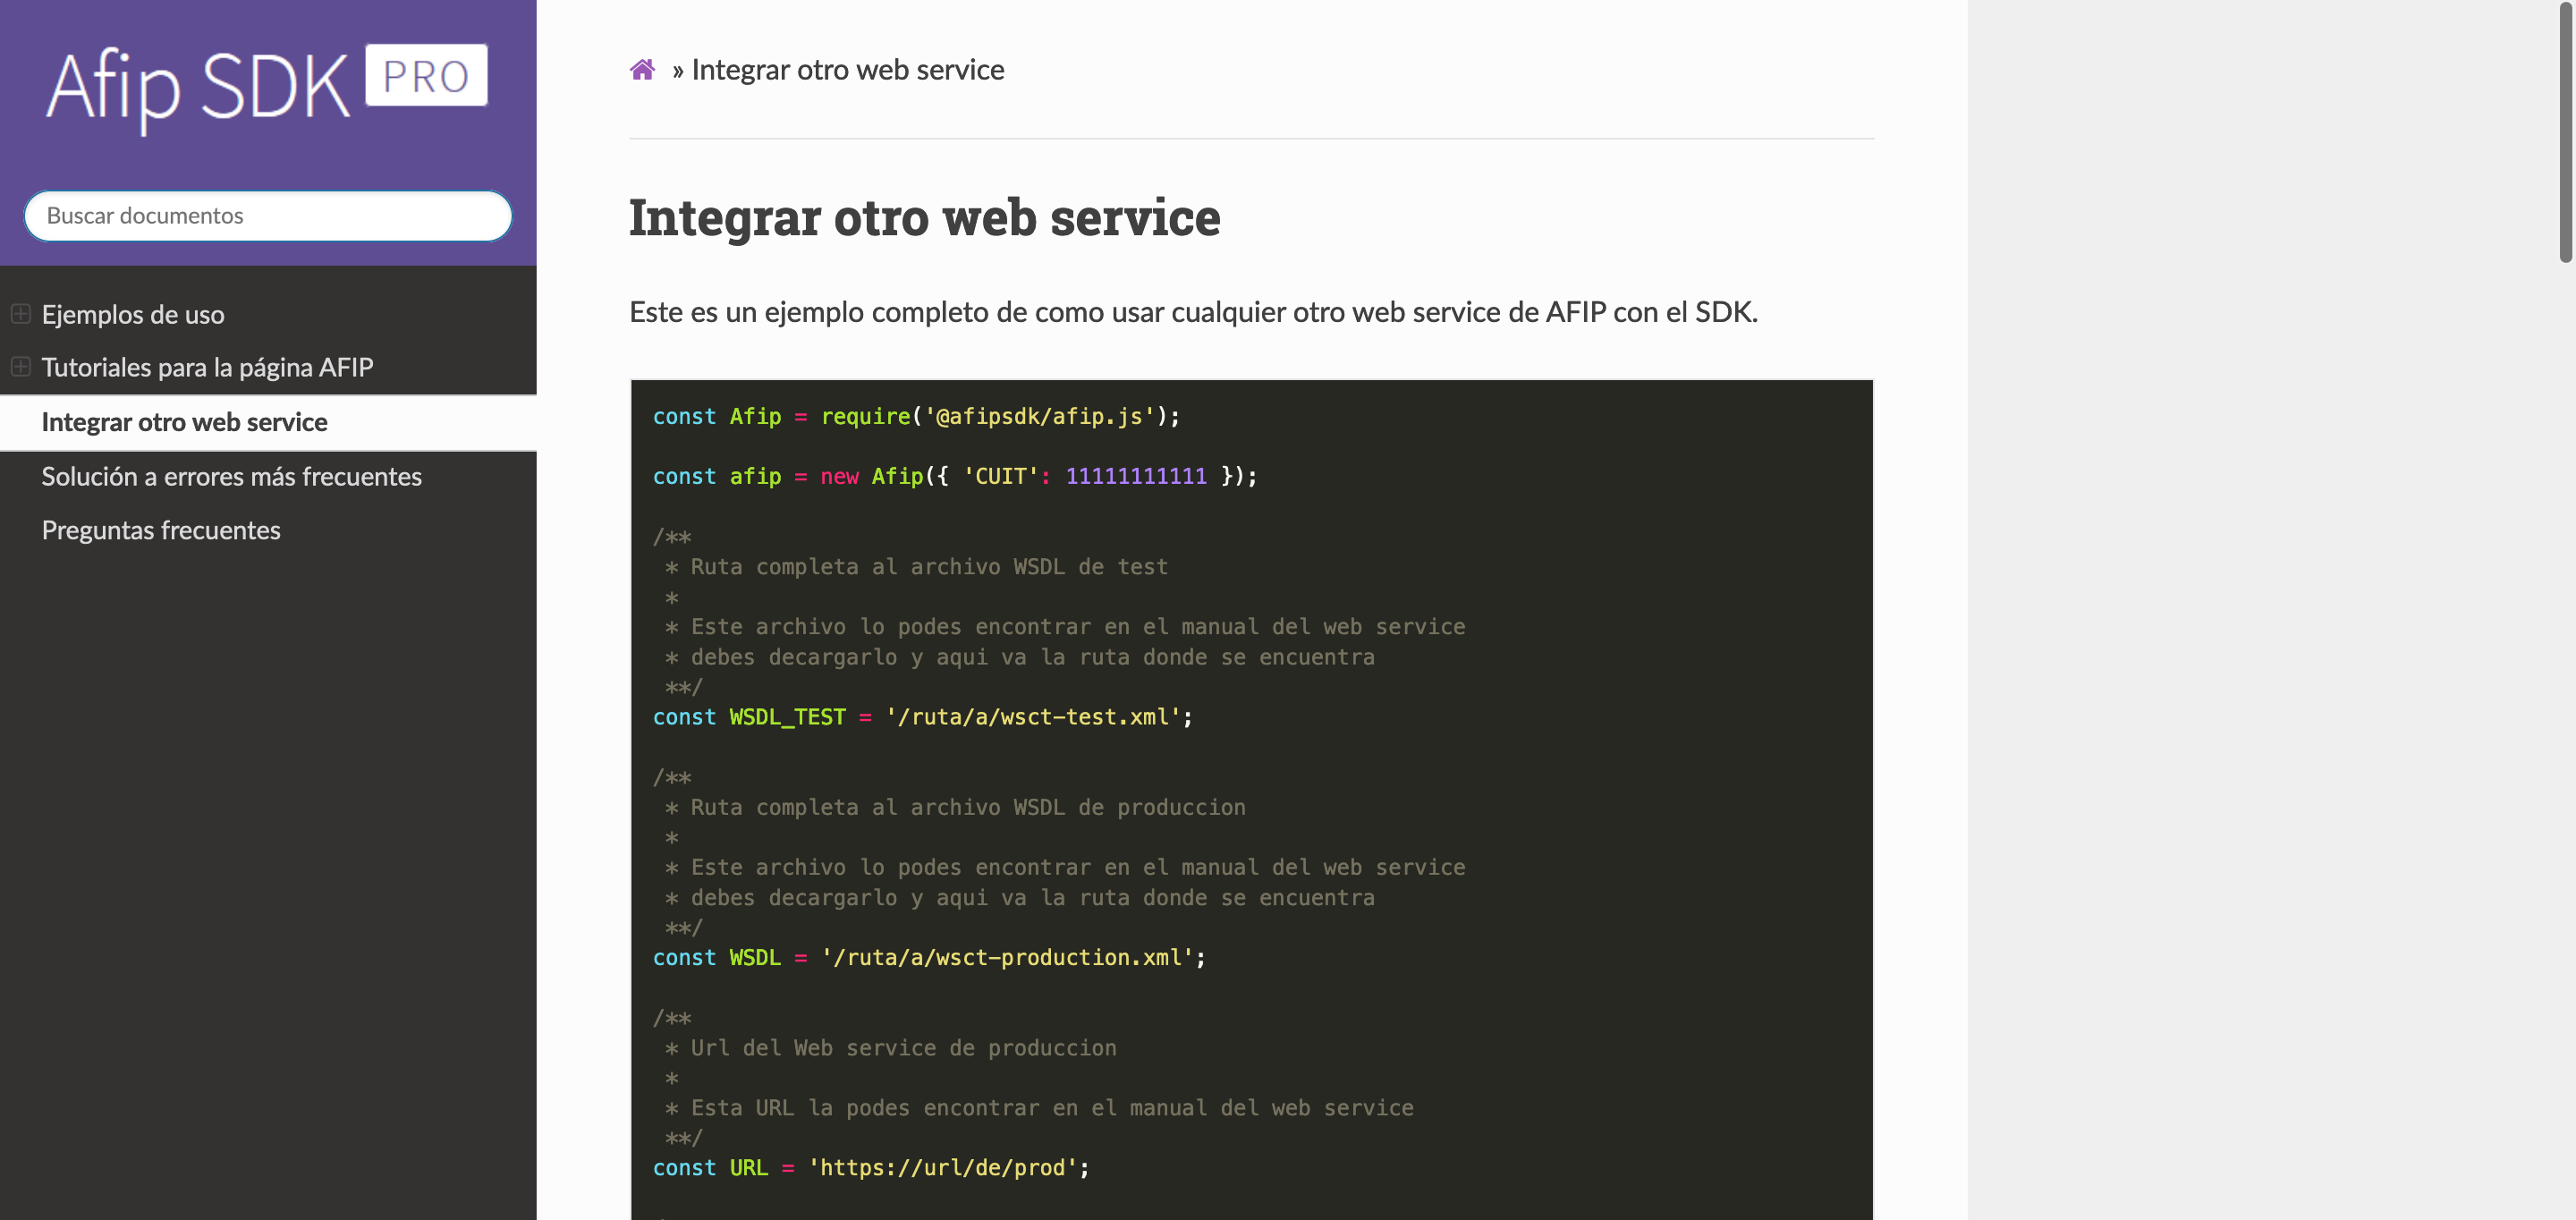 Afip SDK PRO
Buscar documentos
Ejemplos de uso
Tutoriales para la página AFIP
Integrar otro web service
Solución a errores más frecuentes
Preguntas frecuentes
» Integrar otro web service
Integrar otro web service
Este es un ejemplo completo de como usar cualquier otro web service de AFIP con el SDK.
const Afip = require('@afipsdk/afip.js');
const afip = new Afip({ 'CUIT': 11111111111 });
/**
* Ruta completa al archivo WSDL de test
*
* Este archivo lo podes encontrar en el manual del web service
* debes decargarlo y aqui va la ruta donde se encuentra
**/
const WSDL_TEST = '/ruta/a/wsct-test.xml';
/**
* Ruta completa al archivo WSDL de produccion
*
* Este archivo lo podes encontrar en el manual del web service
* debes decargarlo y aqui va la ruta donde se encuentra
**/
const WSDL = '/ruta/a/wsct-production.xml';
/**
* Url del Web service de produccion
*
* Esta URL la podes encontrar en el manual del web service
**/
const URL = 'https://url/de/prod';